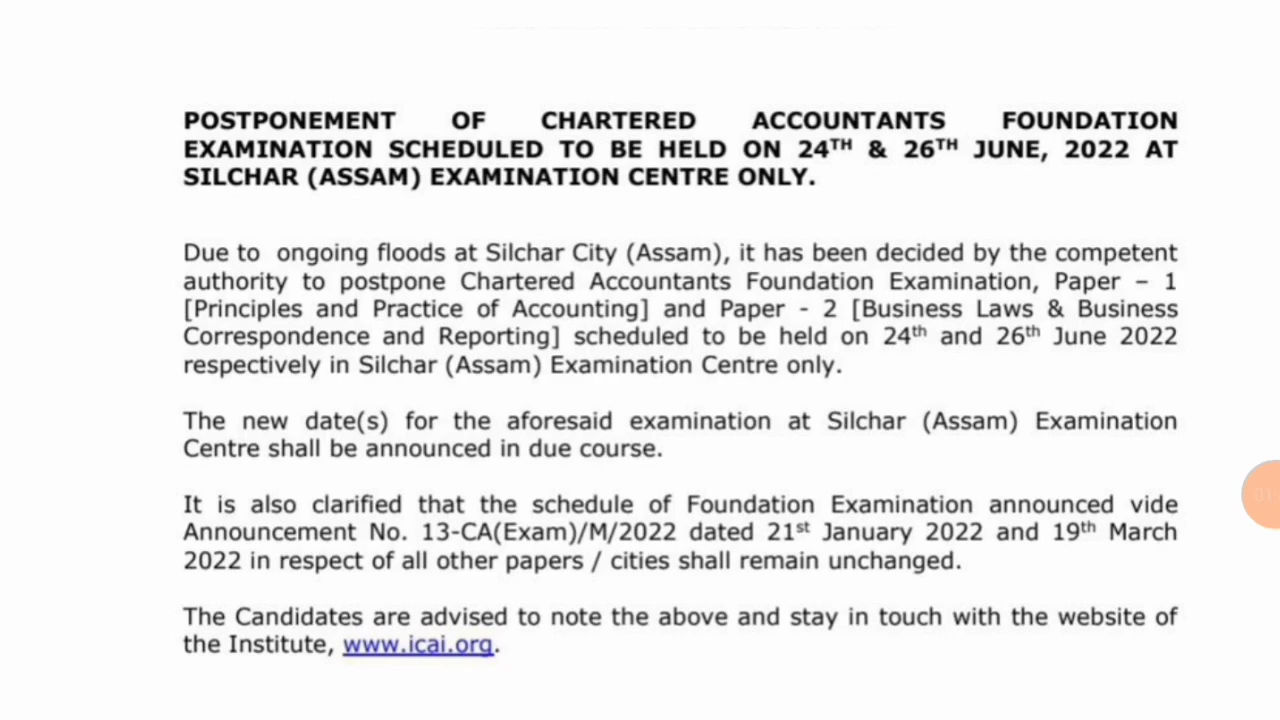 POSTPONEMENT OF CHARTERED ACCOUNTANTS FOUNDATION
EXAMINATION SCHEDULED TO BE HELD ON 24TH & 26TH JUNE, 2022 AT
SILCHAR (ASSAM) EXAMINATION CENTRE ONLY.
Due to ongoing floods at Silchar City (Assam), it has been decided by the competent
authority to postpone Chartered Accountants Foundation Examination, Paper – 1
[Principles and Practice of Accounting] and Paper - 2 [Business Laws & Business
Correspondence and Reporting] scheduled to be held on 24th and 26th June 2022
respectively in Silchar (Assam) Examination Centre only.
The new date(s) for the aforesaid examination at Silchar (Assam) Examination
Centre shall be announced in due course.
It is also clarified that the schedule of Foundation Examination announced vide
Announcement No. 13-CA(Exam)/M/2022 dated 21st January 2022 and 19th March
2022 in respect of all other papers / cities shall remain unchanged.
The Candidates are advised to note the above and stay in touch with the website of
the Institute, www.icai.org.